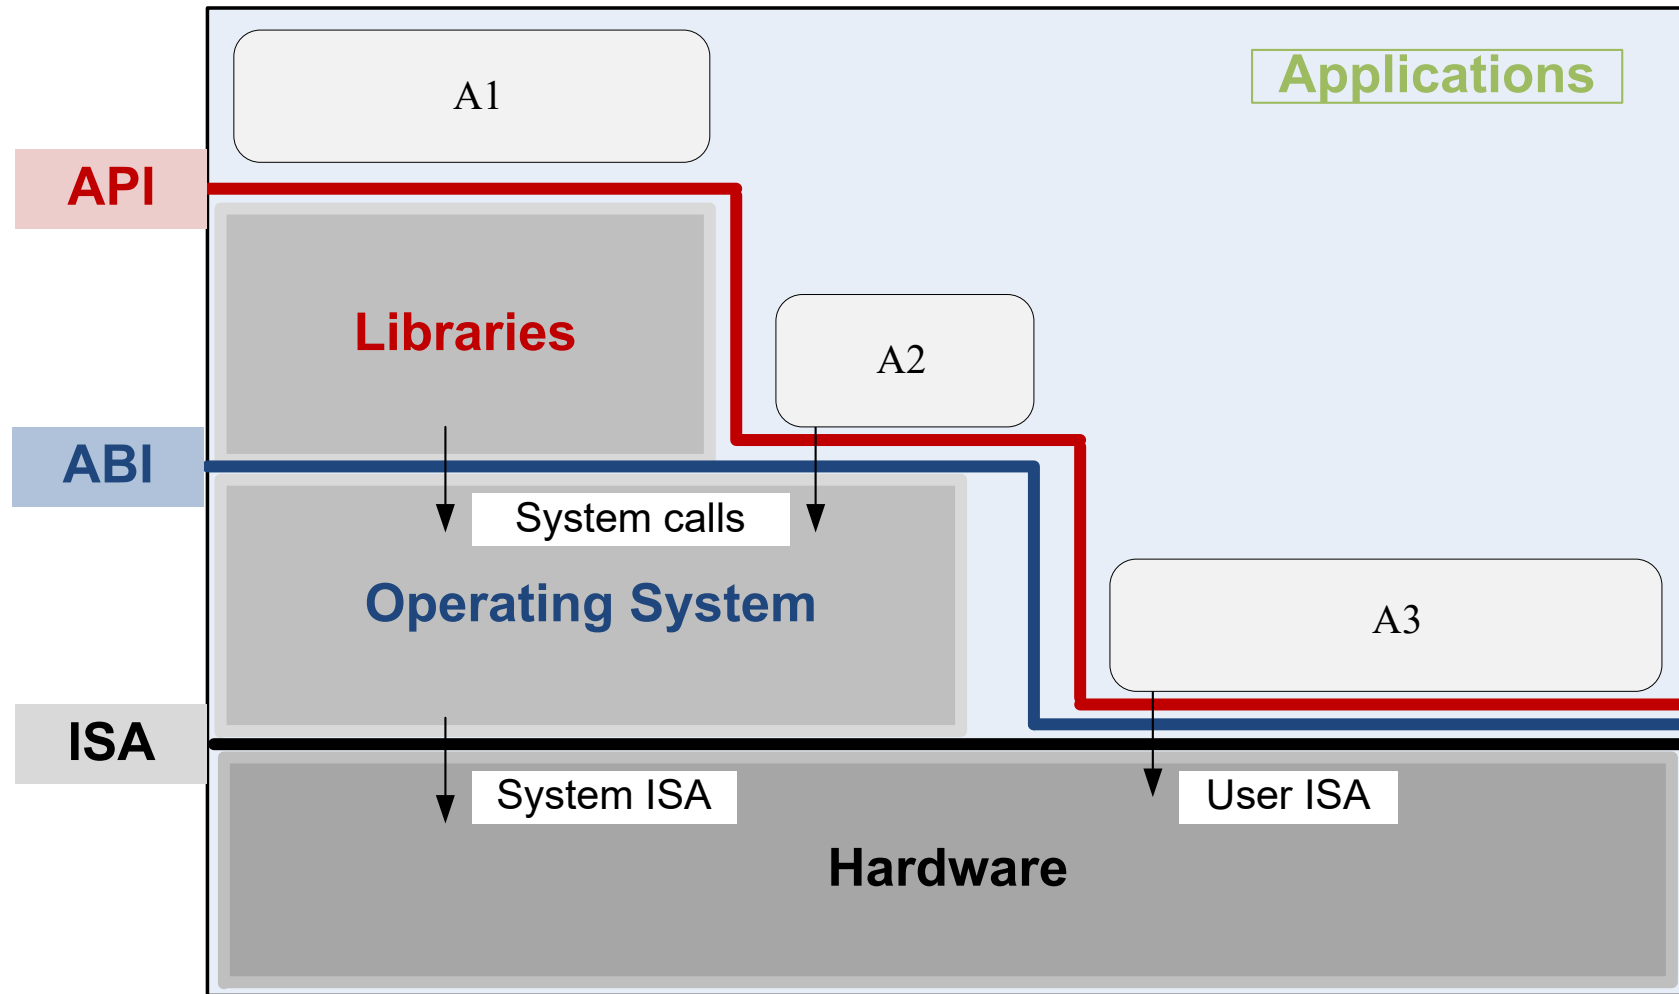 A1
Applications
API
Libraries
A2
ABI
System calls
Operating System
A3
ISA
System ISA
User ISA
Hardware